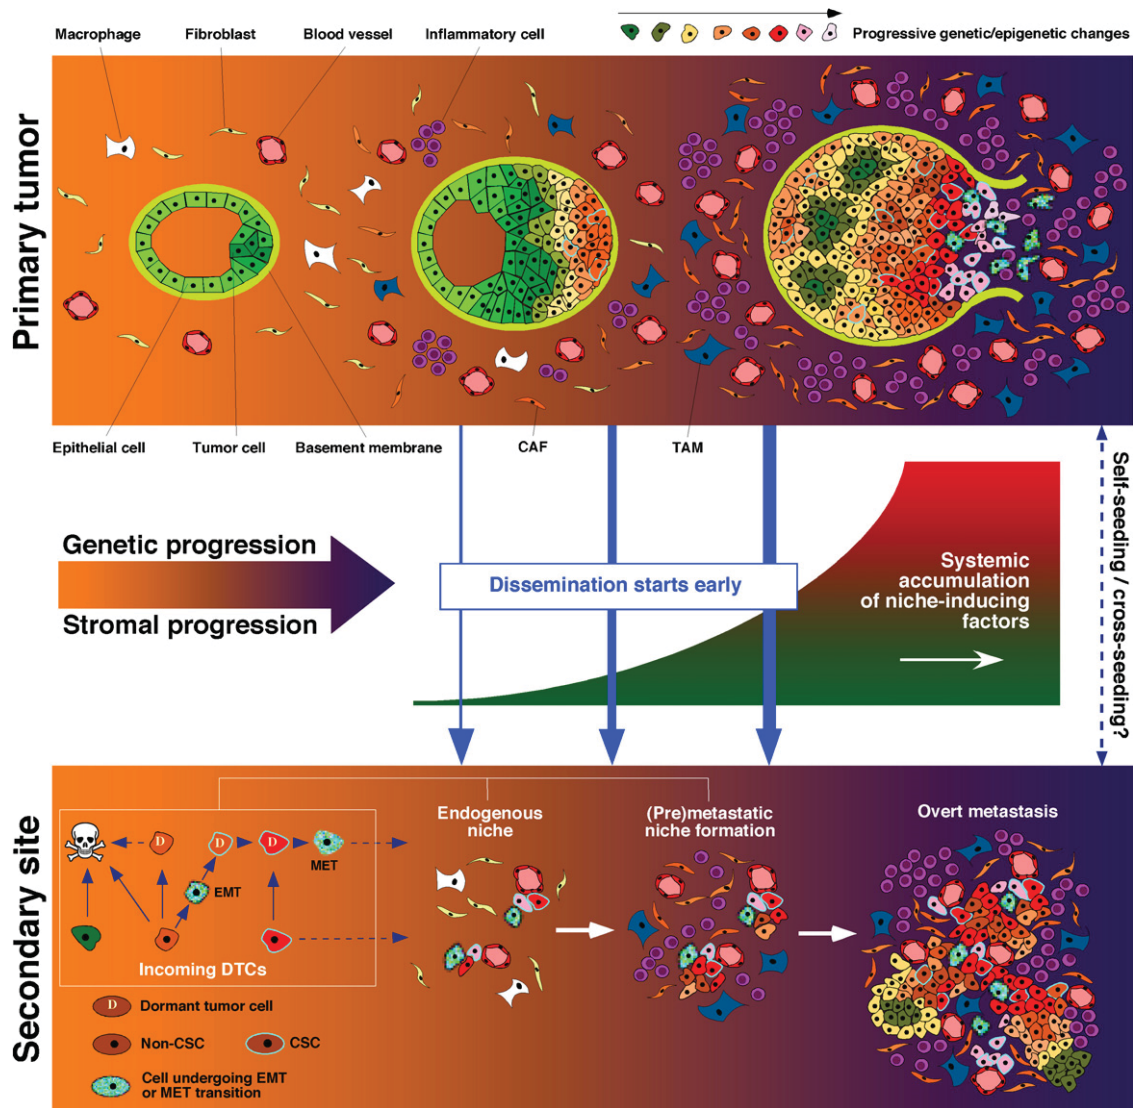 Macrophage
Fibroblast
Blood vessel
Inflammatory cell
Progressive genetic/epigenetic changes
Primary tumor
Epithelial cell
Tumor cell
Basement membrane
CAF
TAM
Genetic progression
Stromal progression
Dissemination starts early
Systemic
accumulation
of niche-inducing
factors
Self-seeding / cross-seeding?
Secondary site
Endogenous
niche
(Pre)metastatic
niche formation
Overt metastasis
D
D
D
MET
EMT
Incoming DTCs
D
Dormant tumor cell
Non-CSC
CSC
Cell undergoing EMT
or MET transition